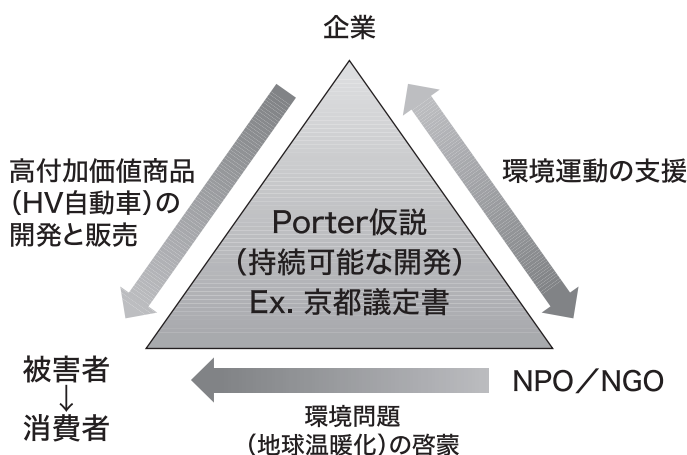 企業
高付加価値商品
（HV自動車）の
開発と販売
環境運動の支援
Porter仮説
（持続可能な開発）
Ex. 京都議定書
被害者
↓
消費者
NPO／NGO
環境問題
（地球温暖化）の啓蒙